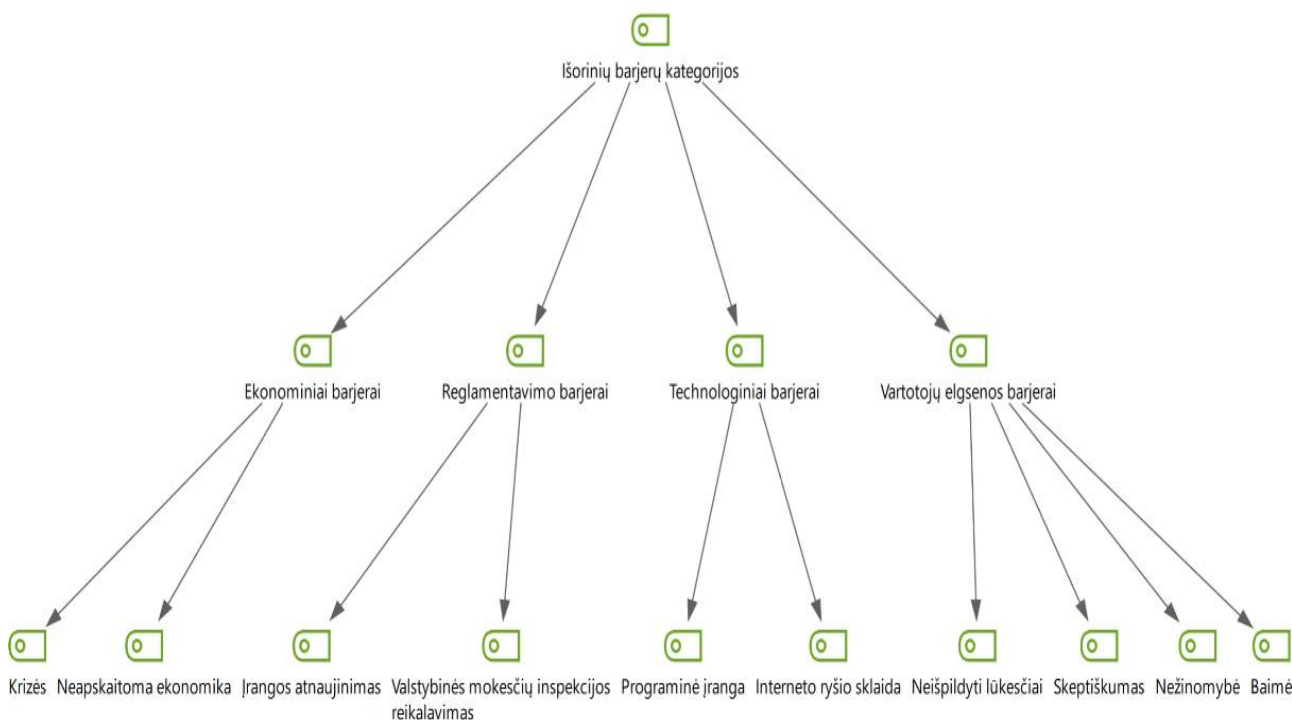 Išorinių barjerų kategorijos
Ekonominiai barjerai
Reglamentavimo barjerai
Technologiniai barjerai
Vartotojų elgsenos barjerai
Krizės
Neapskaitoma ekonomika
Įrangos atnaujinimas
Valstybinės mokesčių inspekcijos
reikalavimas
Programinė įranga
Interneto ryšio sklaida
Neišpildyti lūkesčiai
Skeptiškumas
Nežinomybė
Baimė